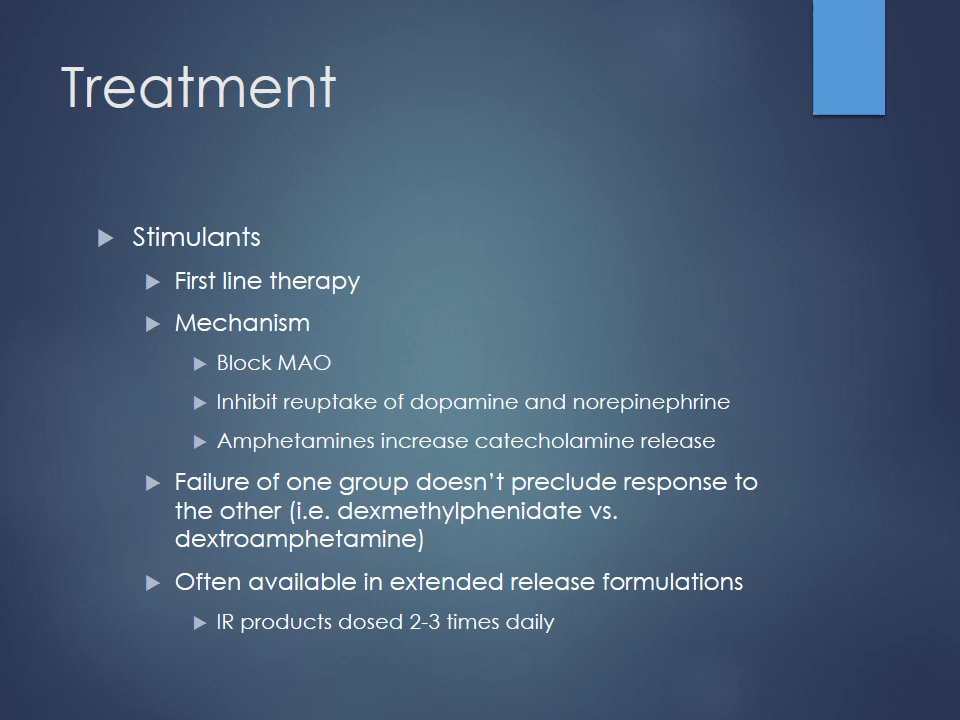 Treatment
Stimulants
First line therapy
Mechanism
Block MAO
Inhibit reuptake of dopamine and norepinephrine
Amphetamines increase catecholamine release
Failure of one group doesn’t preclude response to
the other (i.e. dexmethylphenidate vs.
dextroamphetamine)
Often available in extended release formulations
IR products dosed 2-3 times daily